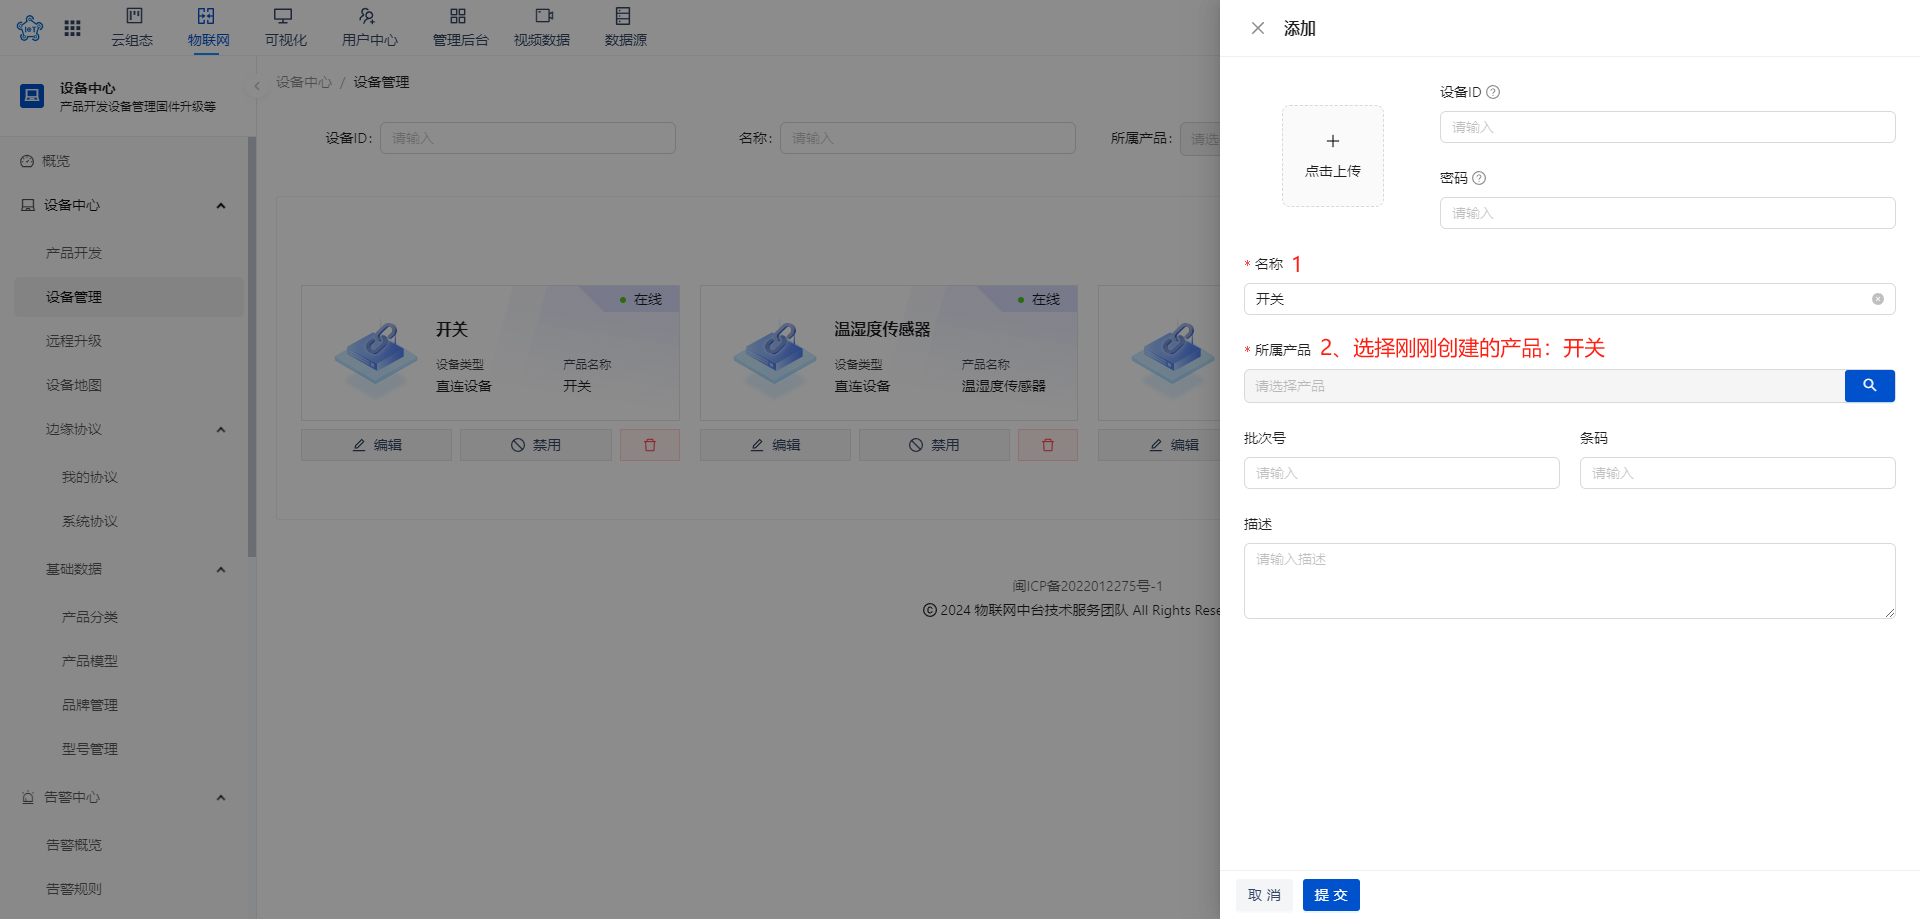 IoT
云组态
物联网
可视化
用户中心
管理后台
视频数据
数据源
设备中心
产品开发设备管理固件升级等
概览
设备中心
产品开发
设备管理
远程升级
设备地图
边缘协议
我的协议
系统协议
基础数据
产品分类
产品模型
品牌管理
型号管理
告警中心
告警概览
告警规则
设备中心 / 设备管理
设备ID: 请输入
名称: 请输入
所属产品: 请选
在线
开关
设备类型 产品名称
直连设备 开关
编辑 禁用
在线
温湿度传感器
设备类型 产品名称
直连设备 温湿度传感器
编辑 禁用
编辑
闽ICP备2022012275号-1
© 2024 物联网中台技术服务团队 All Rights Rese
添加
点击上传
设备ID
请输入
密码
请输入
* 名称 1
开关
* 所属产品 2、选择刚刚创建的产品：开关
请选择产品
批次号 条码
请输入 请输入
描述
请输入描述
取 消 提 交